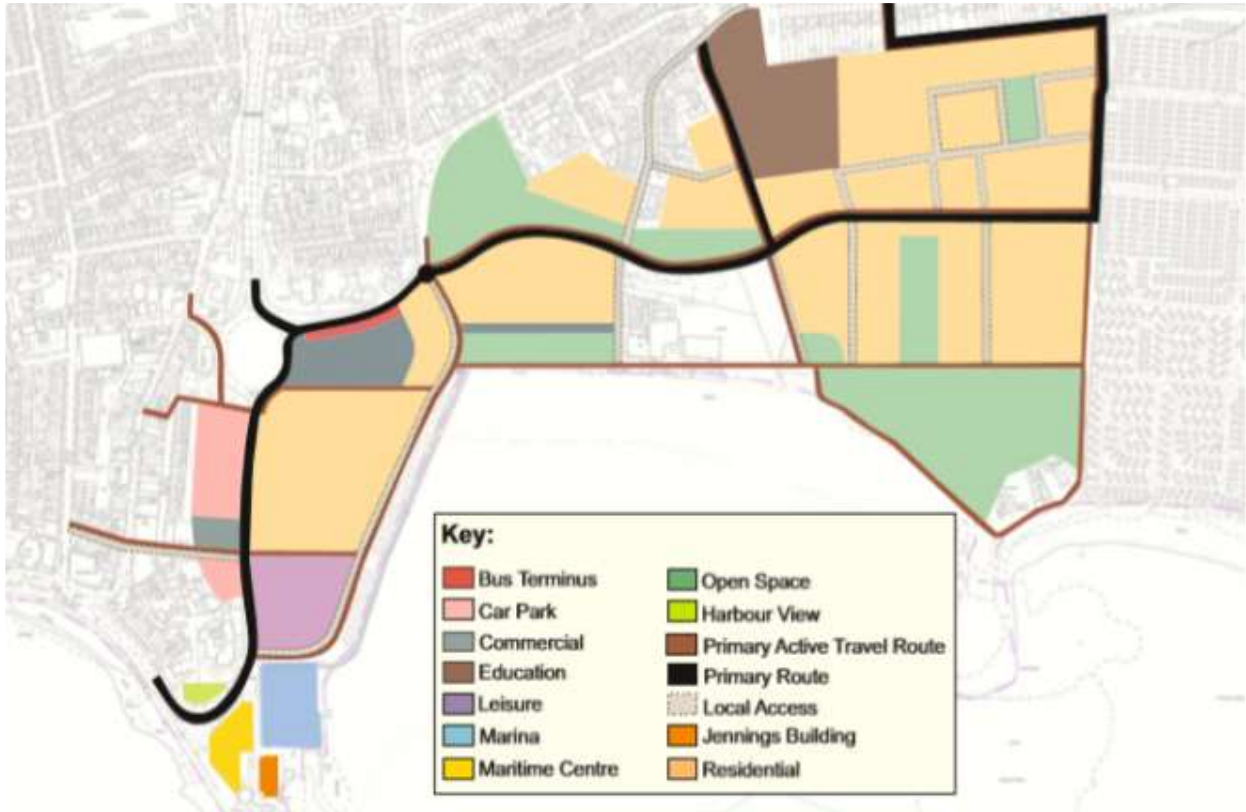 Key:
Bus Terminus
Car Park
Commercial
Education
Leisure
Marina
Maritime Centre
Open Space
Harbour View
Primary Active Travel Route
Primary Route
Local Access
Jennings Building
Residential